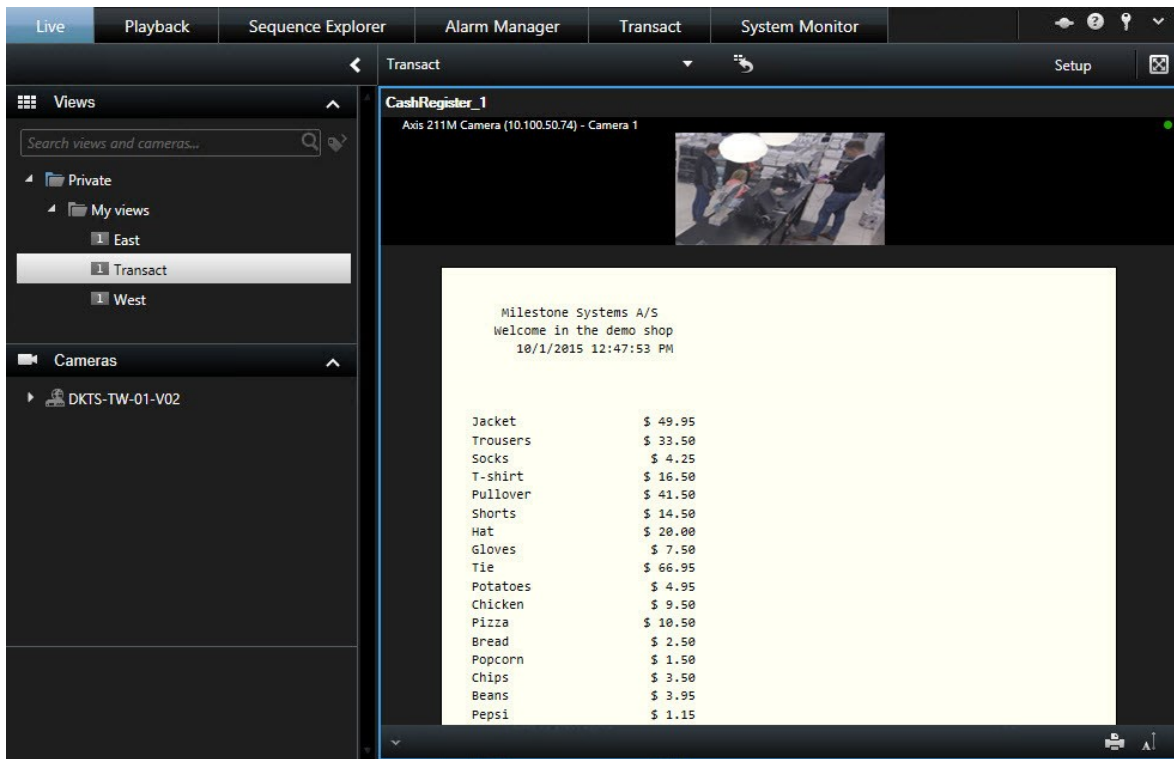 Live Playback Sequence Explorer Alarm Manager Transact System Monitor
Transact Setup
Views
Search views and cameras...
Private
My views
1 East
1 Transact
1 West
Cameras
DKTS-TW-01-V02
CashRegister_1
Axis 211M Camera (10.100.50.74) - Camera 1
Milestone Systems A/S
Welcome in the demo shop
10/1/2015 12:47:53 PM
Jacket $ 49.95
Trousers $ 33.50
Socks $ 4.25
T-shirt $ 16.50
Pullover $ 41.50
Shorts $ 14.50
Hat $ 20.00
Gloves $ 7.50
Tie $ 66.95
Potatoes $ 4.95
Chicken $ 9.50
Pizza $ 10.50
Bread $ 2.50
Popcorn $ 1.50
Chips $ 3.50
Beans $ 3.95
Pepsi $ 1.15